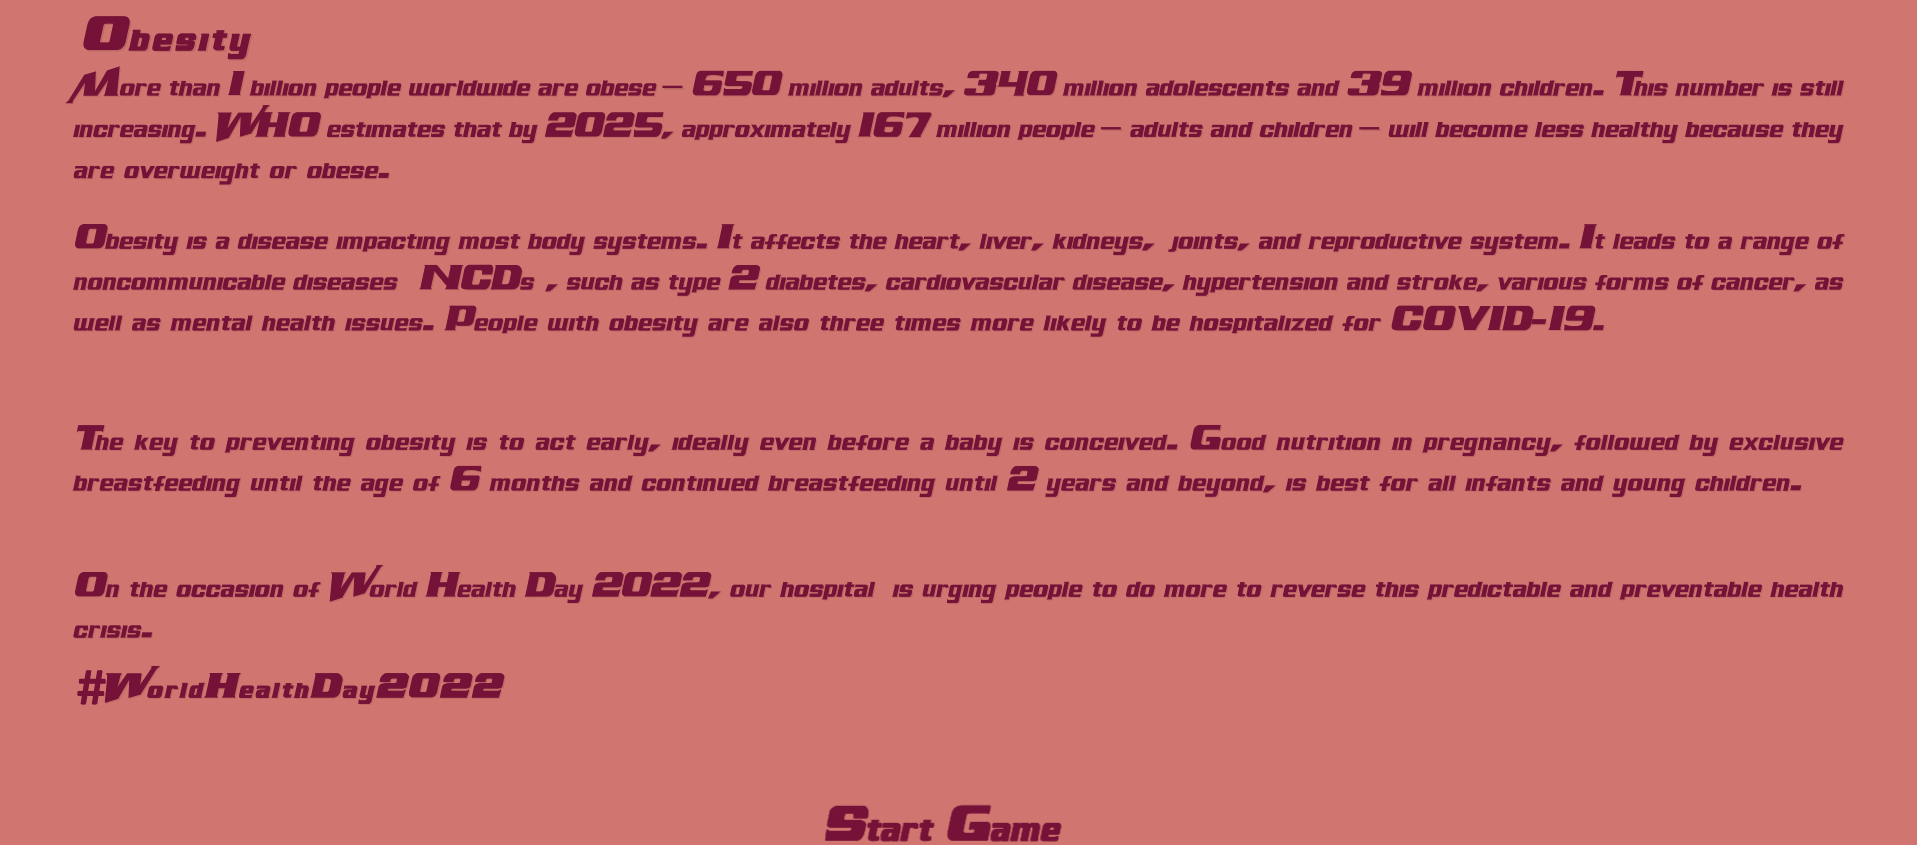 Obesity
More than 1 billion people worldwide are obese – 650 million adults, 340 million adolescents and 39 million children. This number is still
increasing. WHO estimates that by 2025, approximately 167 million people – adults and children – will become less healthy because they
are overweight or obese.
Obesity is a disease impacting most body systems. It affects the heart, liver, kidneys, joints, and reproductive system. It leads to a range of
noncommunicable diseases NCDs , such as type 2 diabetes, cardiovascular disease, hypertension and stroke, various forms of cancer, as
well as mental health issues. People with obesity are also three times more likely to be hospitalized for COVID-19.
The key to preventing obesity is to act early, ideally even before a baby is conceived. Good nutrition in pregnancy, followed by exclusive
breastfeeding until the age of 6 months and continued breastfeeding until 2 years and beyond, is best for all infants and young children.
On the occasion of World Health Day 2022, our hospital is urging people to do more to reverse this predictable and preventable health
crisis.
#WorldHealthDay2022
Start Game